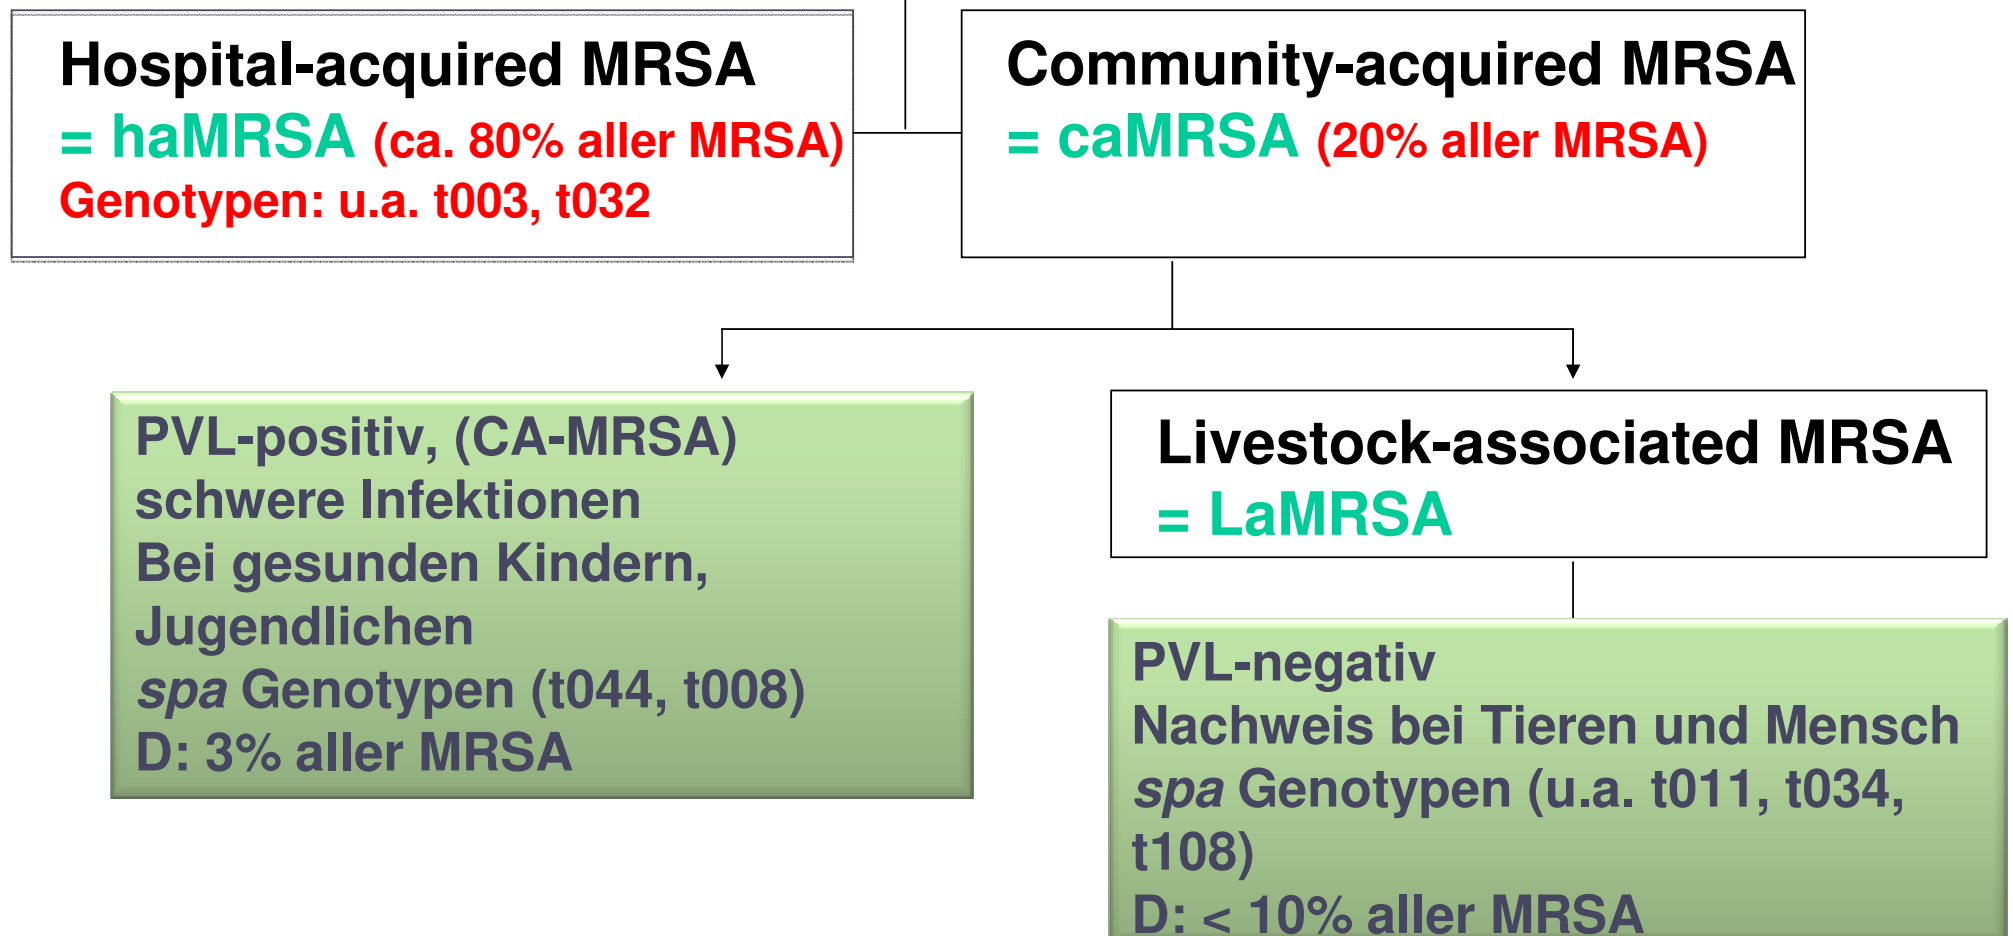 Hospital-acquired MRSA
= haMRSA (ca. 80% aller MRSA)
Genotypen: u.a. t003, t032
Community-acquired MRSA
= caMRSA (20% aller MRSA)
PVL-positiv, (CA-MRSA)
schwere Infektionen
Bei gesunden Kindern,
Jugendlichen
spa Genotypen (t044, t008)
D: 3% aller MRSA
Livestock-associated MRSA
= LaMRSA
PVL-negativ
Nachweis bei Tieren und Mensch
spa Genotypen (u.a. t011, t034,
t108)
D: < 10% aller MRSA